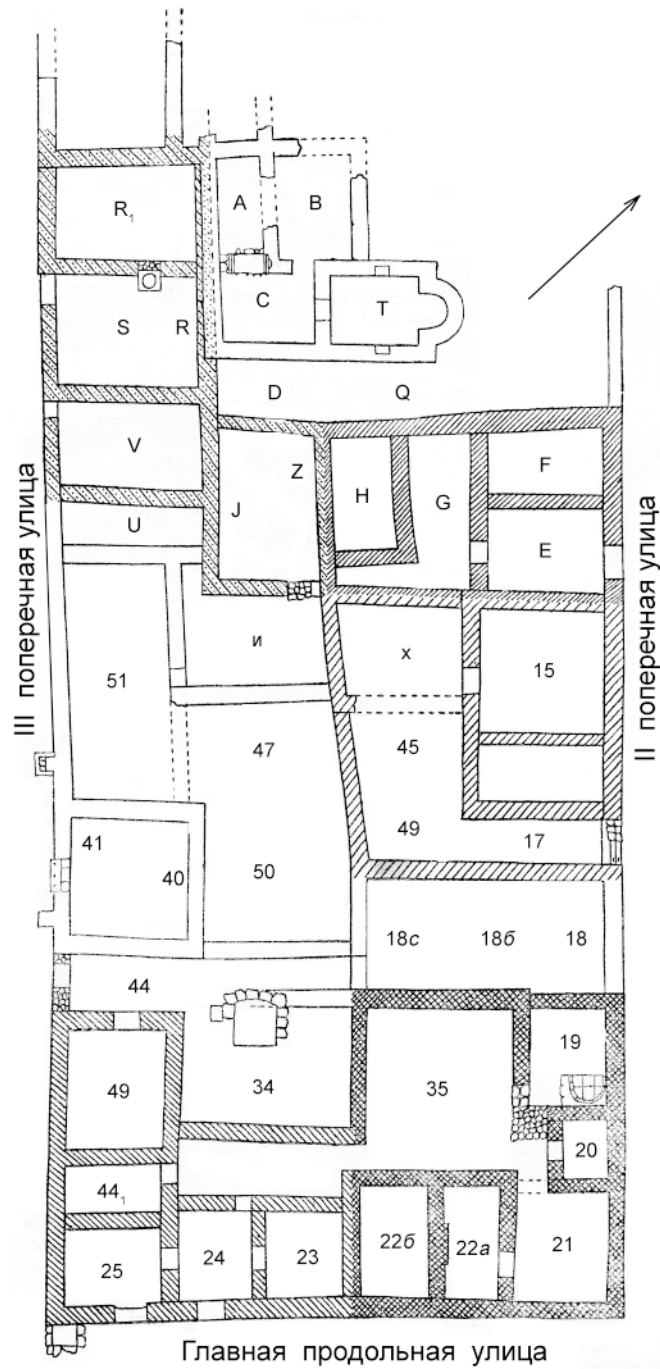 A B
R₁
C T
S R
D Q
F
Z
V H G
J
U E
III поперечная улица
II поперечная улица
и х 15
51
47 45
49 17
41
40 50
18с 18б 18
44
19
34 35
49
20
44₁
21
22б 22а
24 23
25
Главная продольная улица